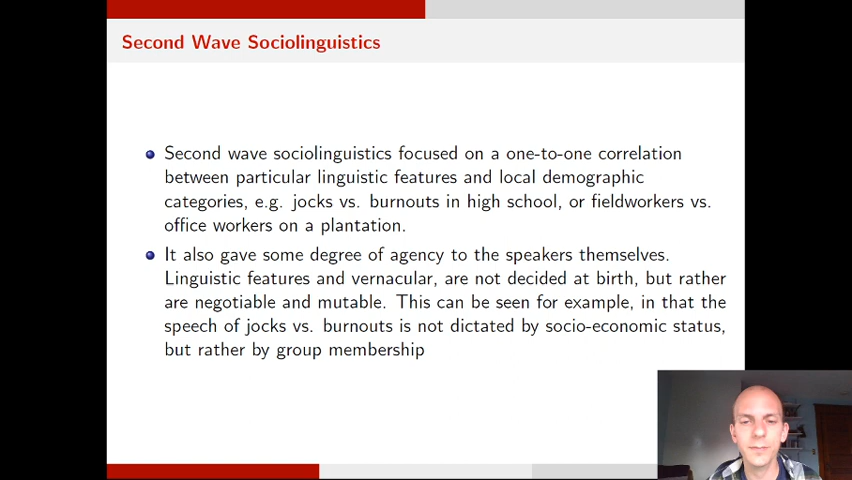 Second Wave Sociolinguistics
Second wave sociolinguistics focused on a one-to-one correlation
between particular linguistic features and local demographic
categories, e.g. jocks vs. burnouts in high school, or fieldworkers vs.
office workers on a plantation.
It also gave some degree of agency to the speakers themselves.
Linguistic features and vernacular, are not decided at birth, but rather
are negotiable and mutable. This can be seen for example, in that the
speech of jocks vs. burnouts is not dictated by socio-economic status,
but rather by group membership